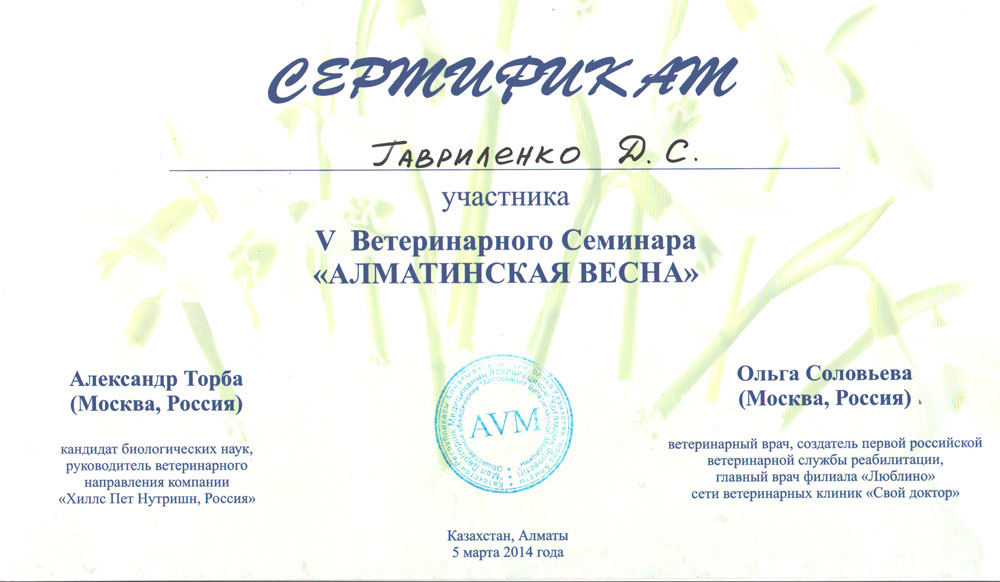 СЕРТИФИКАТ
Гавриленко Д. С.
участника
V Ветеринарного Семинара
«АЛМАТИНСКАЯ ВЕСНА»
Александр Торба
(Москва, Россия)
кандидат биологических наук,
руководитель ветеринарного
направления компании
«Хиллс Пет Нутришн, Россия»
AVM
Ольга Соловьева
(Москва, Россия)
ветеринарный врач, создатель первой российской
ветеринарной службы реабилитации,
главный врач филиала «Люблино»
сети ветеринарных клиник «Свой доктор»
Казахстан, Алматы
5 марта 2014 года